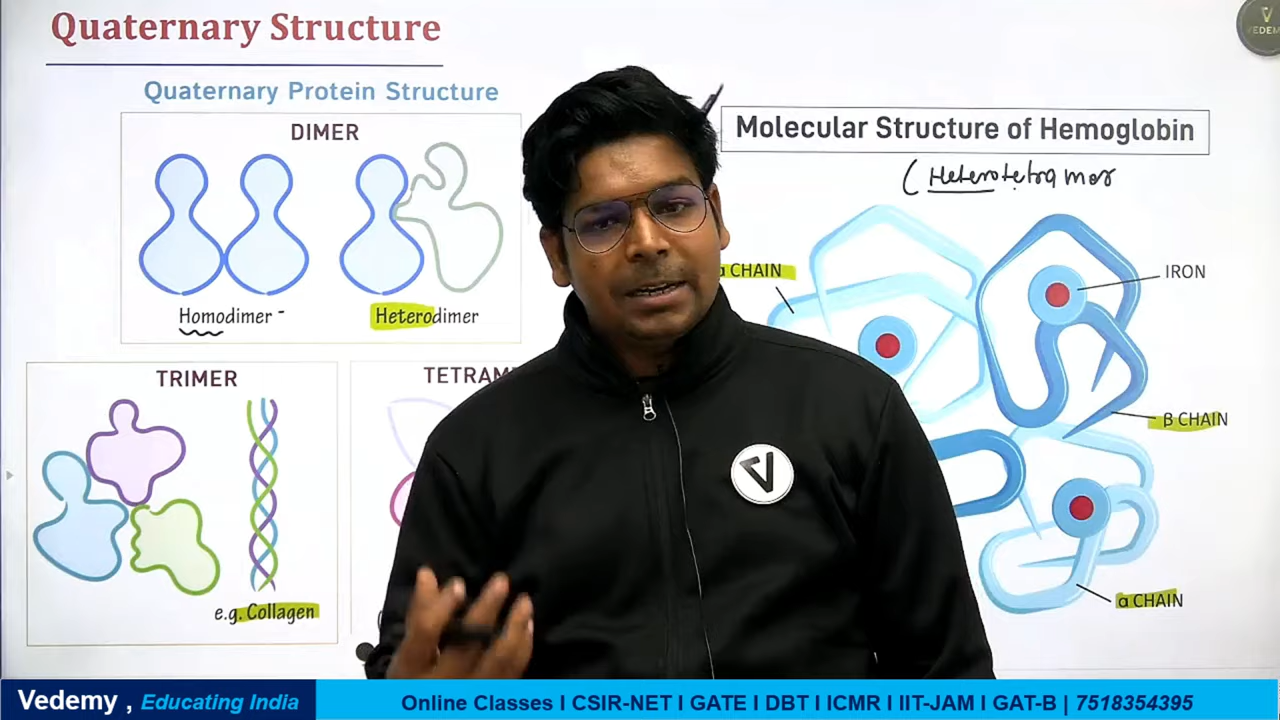 Quaternary Structure
Quaternary Protein Structure
DIMER
Homodimer
Heterodimer
TRIMER
e.g. Collagen
Molecular Structure of Hemoglobin
(Heterotetramer
α CHAIN
IRON
β CHAIN
α CHAIN
VEDEM
Vedemy , Educating India
Online Classes I CSIR-NET I GATE I DBT I ICMR I IIT-JAM I GAT-B | 7518354395